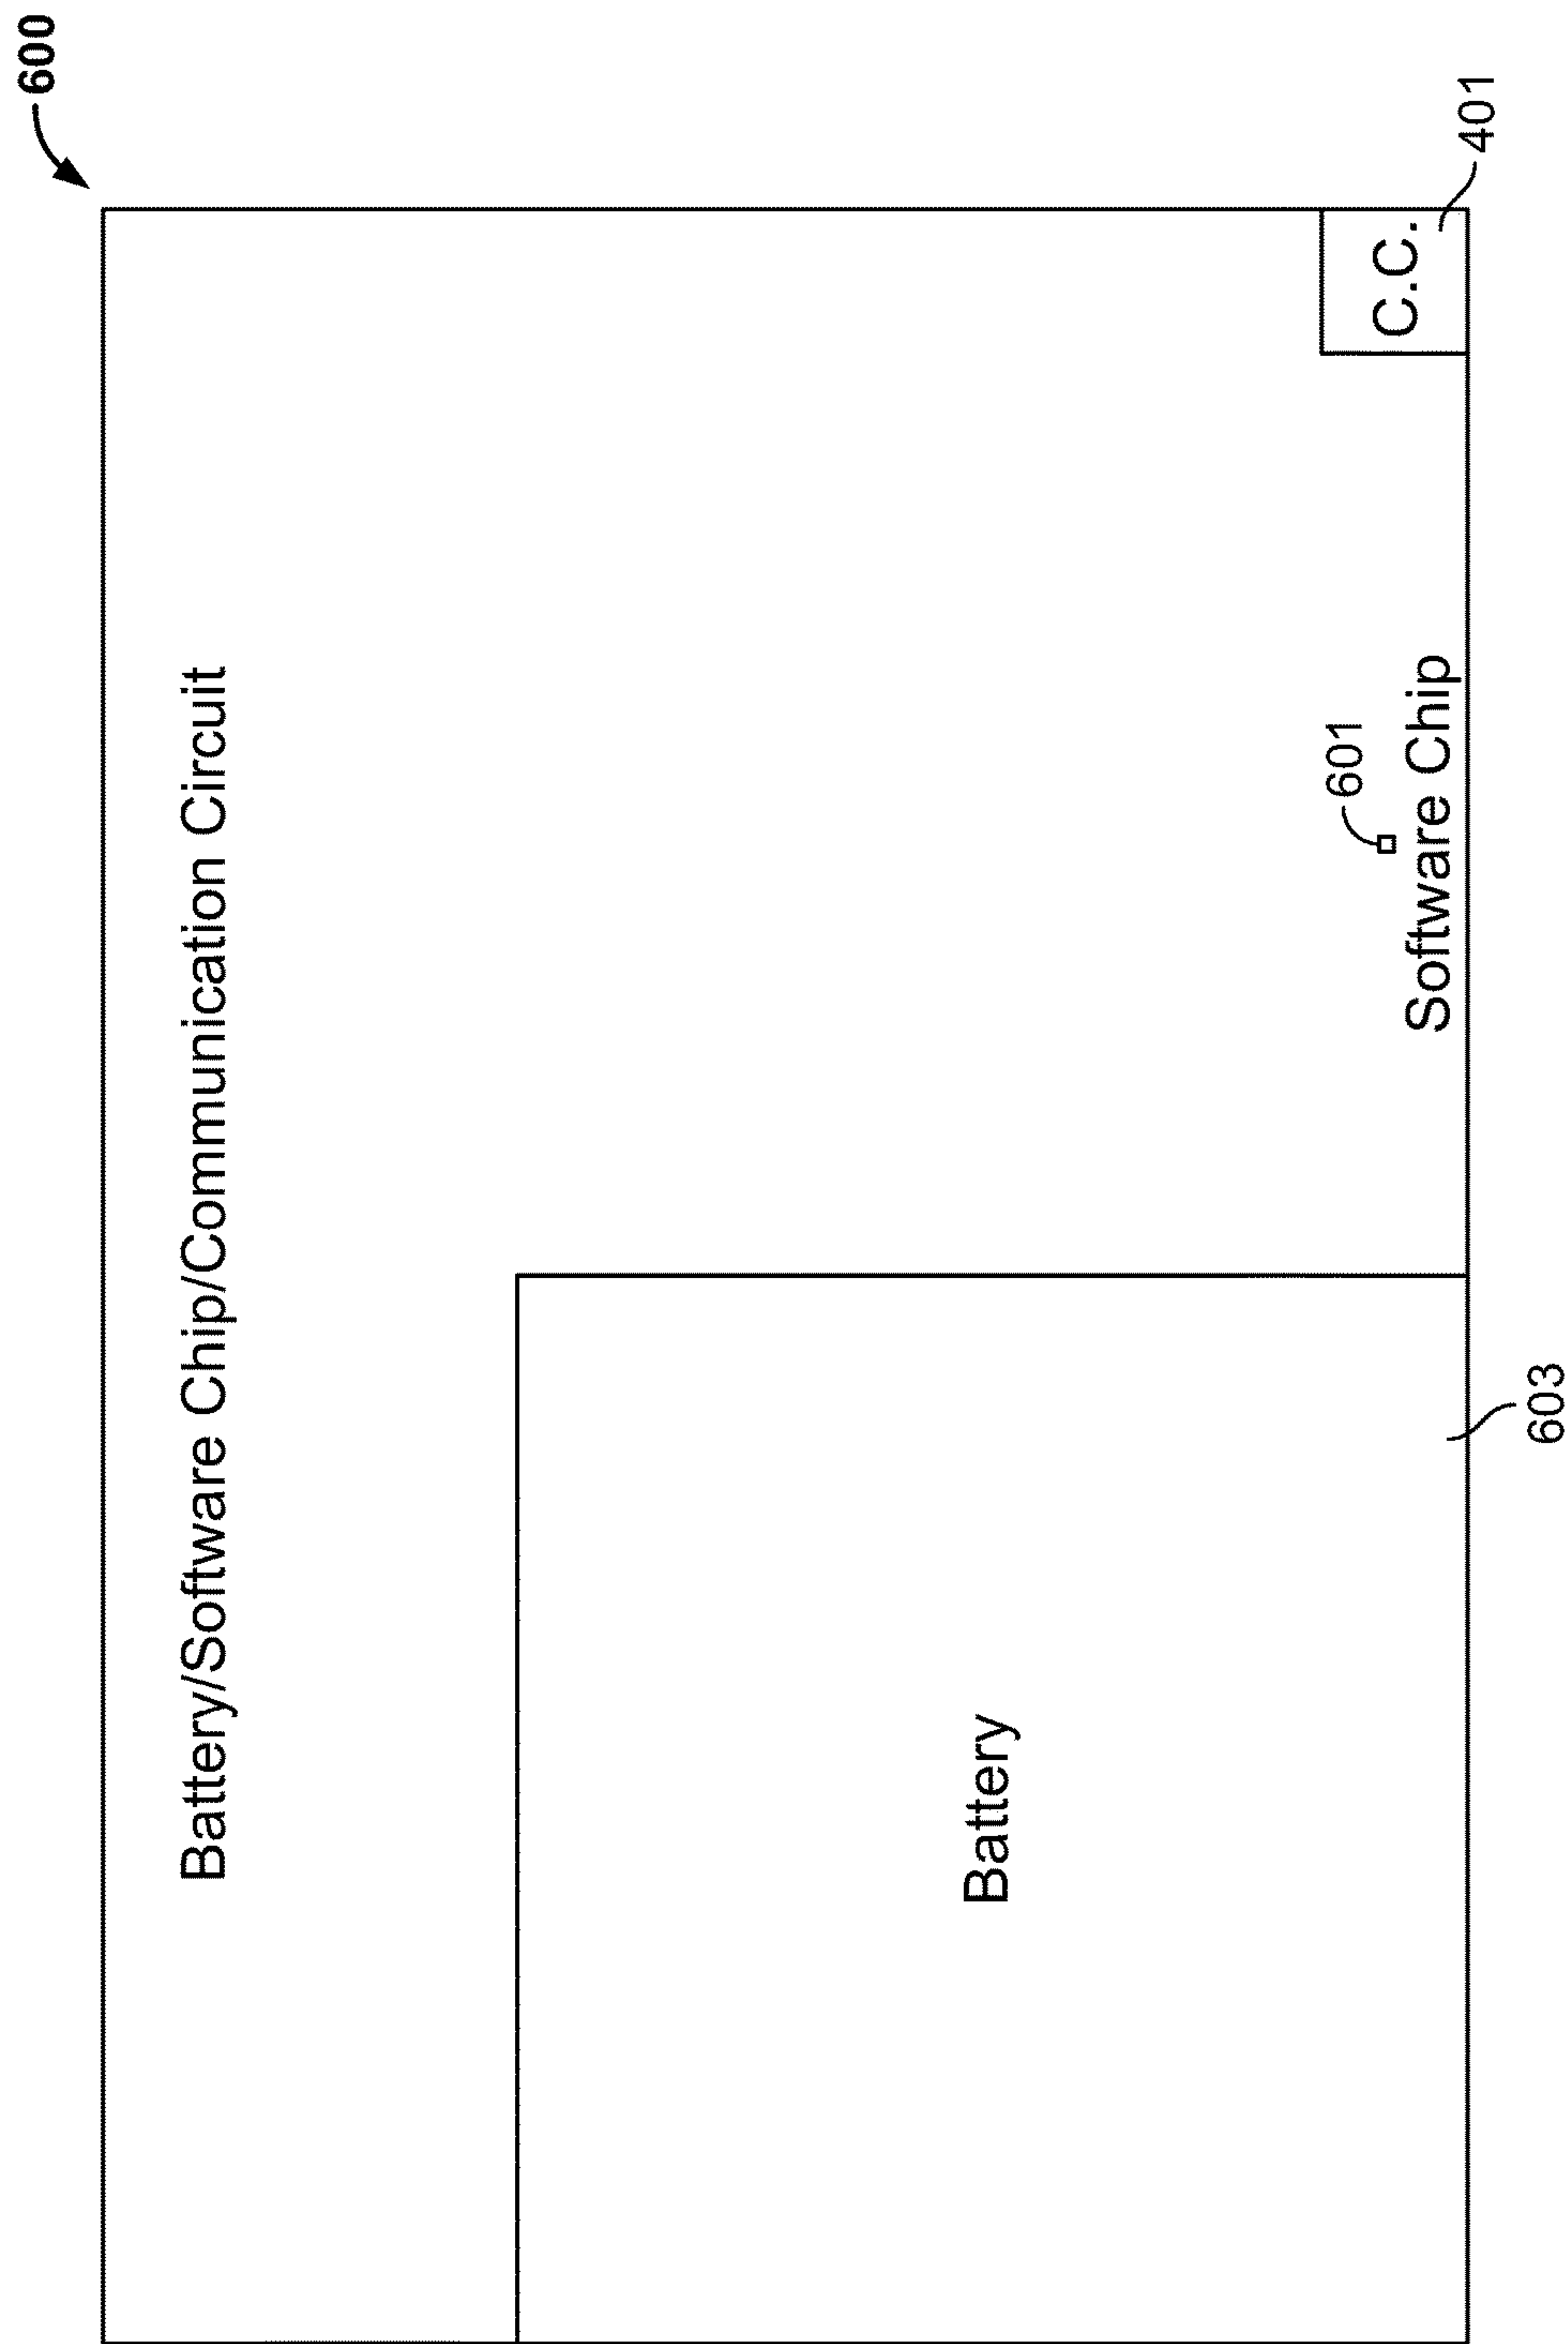 600
Battery/Software Chip/Communication Circuit
Battery
601
Software Chip
C.C.
401
603